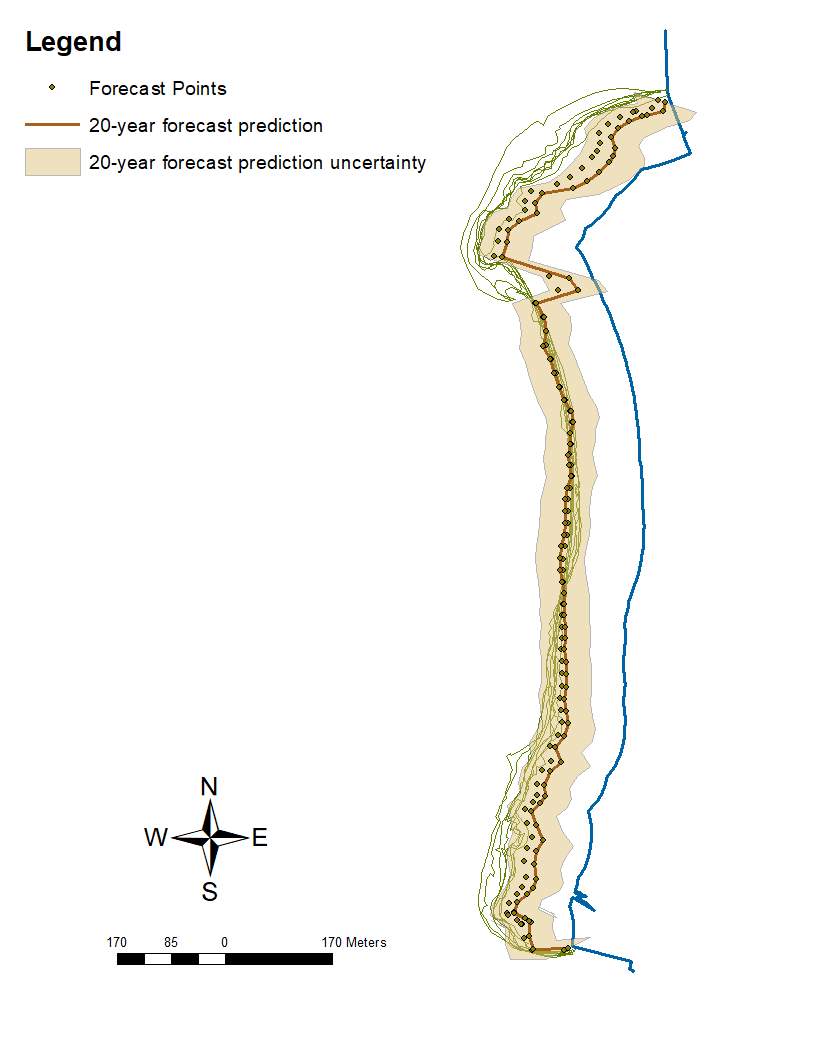 Legend
Forecast Points
20-year forecast prediction
20-year forecast prediction uncertainty
N
W E
S
170 85 0 170 Meters